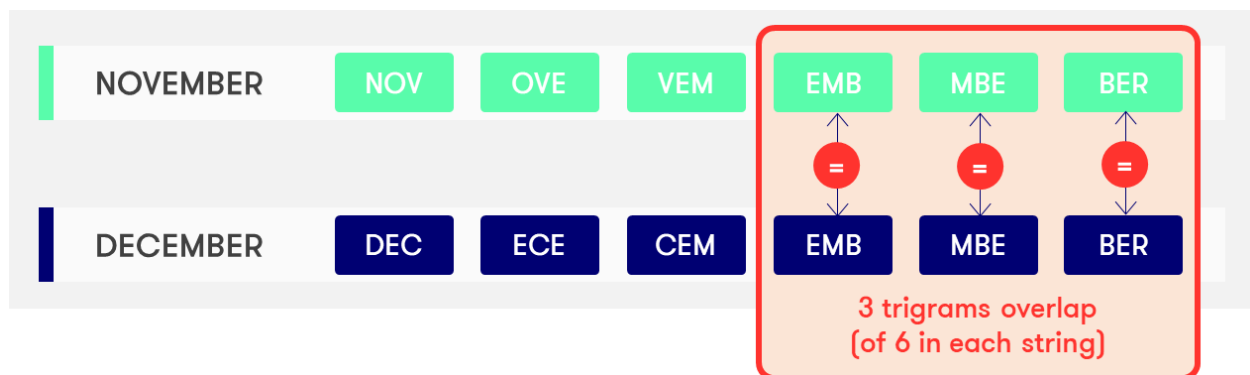 NOVEMBER NOV OVE VEM EMB MBE BER
= = =
DECEMBER DEC ECE CEM EMB MBE BER
3 trigrams overlap
(of 6 in each string)